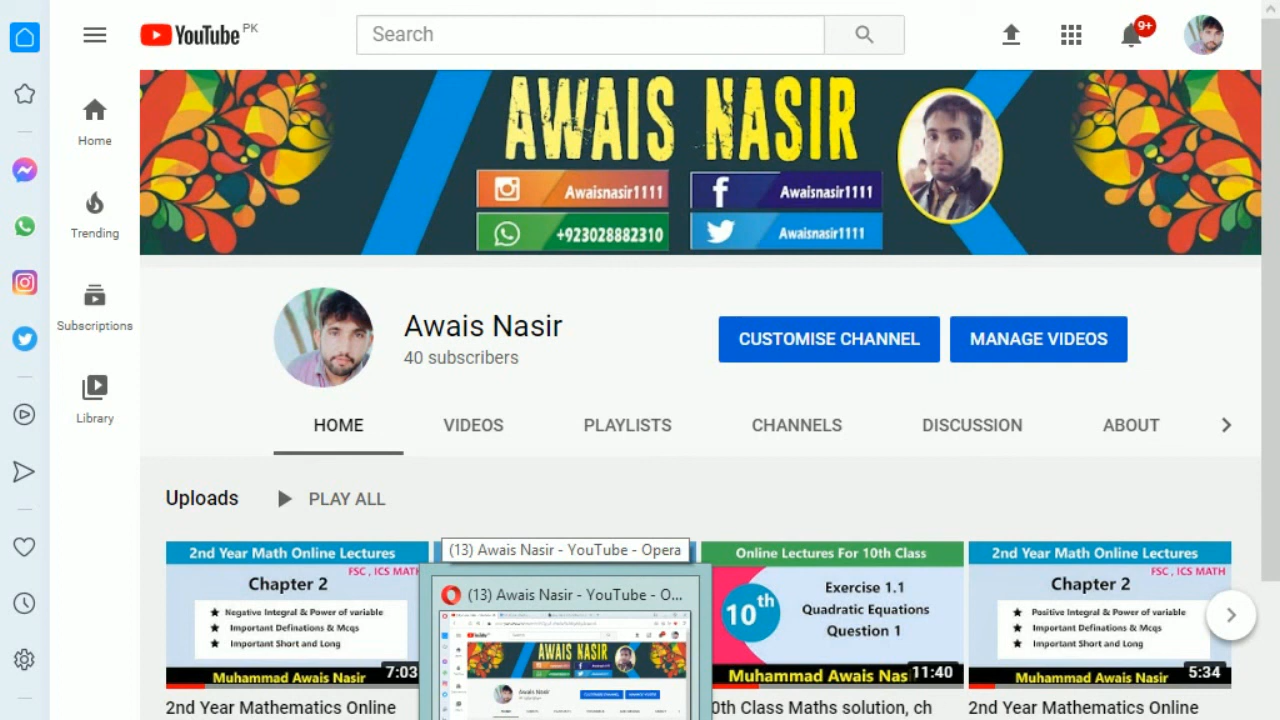 YouTube PK
Search
9+
Home
Trending
Subscriptions
Library
AWAIS NASIR
Awaisnasir1111
Awaisnasir1111
+923028882310
Awaisnasir1111
Awais Nasir
40 subscribers
CUSTOMISE CHANNEL
MANAGE VIDEOS
HOME
VIDEOS
PLAYLISTS
CHANNELS
DISCUSSION
ABOUT
Uploads
PLAY ALL
2nd Year Math Online Lectures
FSC , ICS MATH
Chapter 2
★ Negative Integral & Power of variable
★ Important Definations & Mcqs
★ Important Short and Long
Muhammad Awais Nasir
7:03
2nd Year Mathematics Online
(13) Awais Nasir - YouTube - Opera
(13) Awais Nasir - YouTube - O...
AWAIS NASIR
Awais Nasir
Online Lectures For 10th Class
10th
Exercise 1.1
Quadratic Equations
Question 1
Muhammad Awais Nas
11:40
0th Class Maths solution, ch
2nd Year Math Online Lectures
FSC , ICS MATH
Chapter 2
★ Positive Integral & Power of variable
★ Important Definations & Mcqs
★ Important Short and Long
Muhammad Awais Nasir
5:34
2nd Year Mathematics Online